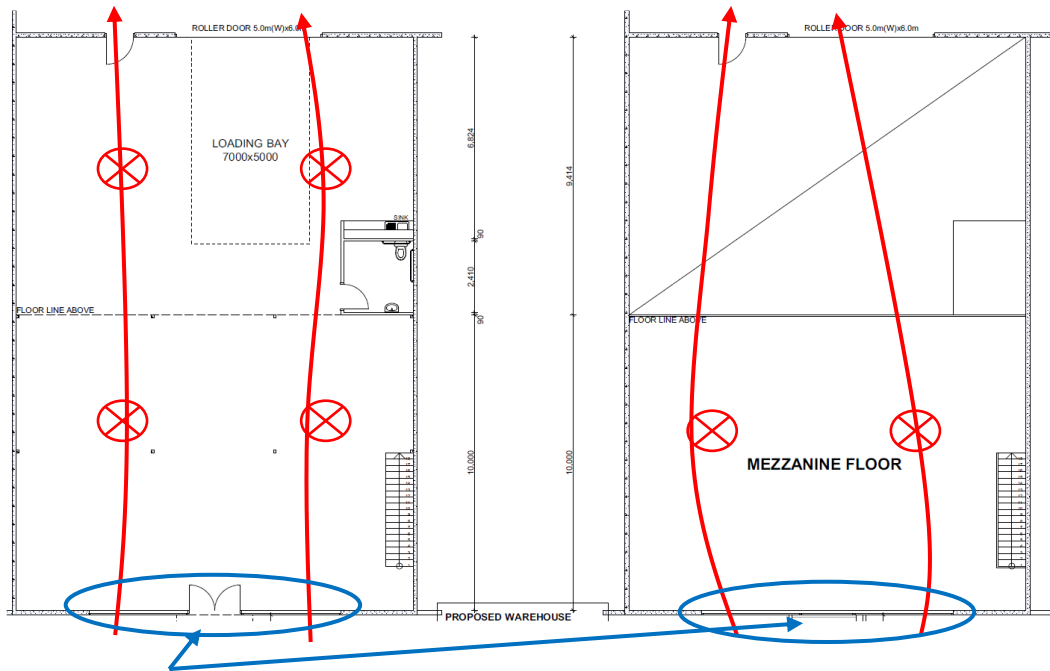 ROLLER DOOR 5.0m(W)x6.0m
LOADING BAY
7000x5000
SINK
FLOOR LINE ABOVE
6,824
90
2,410
90
10,000
9,414
10,000
PROPOSED WAREHOUSE
ROLLER DOOR 5.0m(W)x6.0m
FLOOR LINE ABOVE
MEZZANINE FLOOR